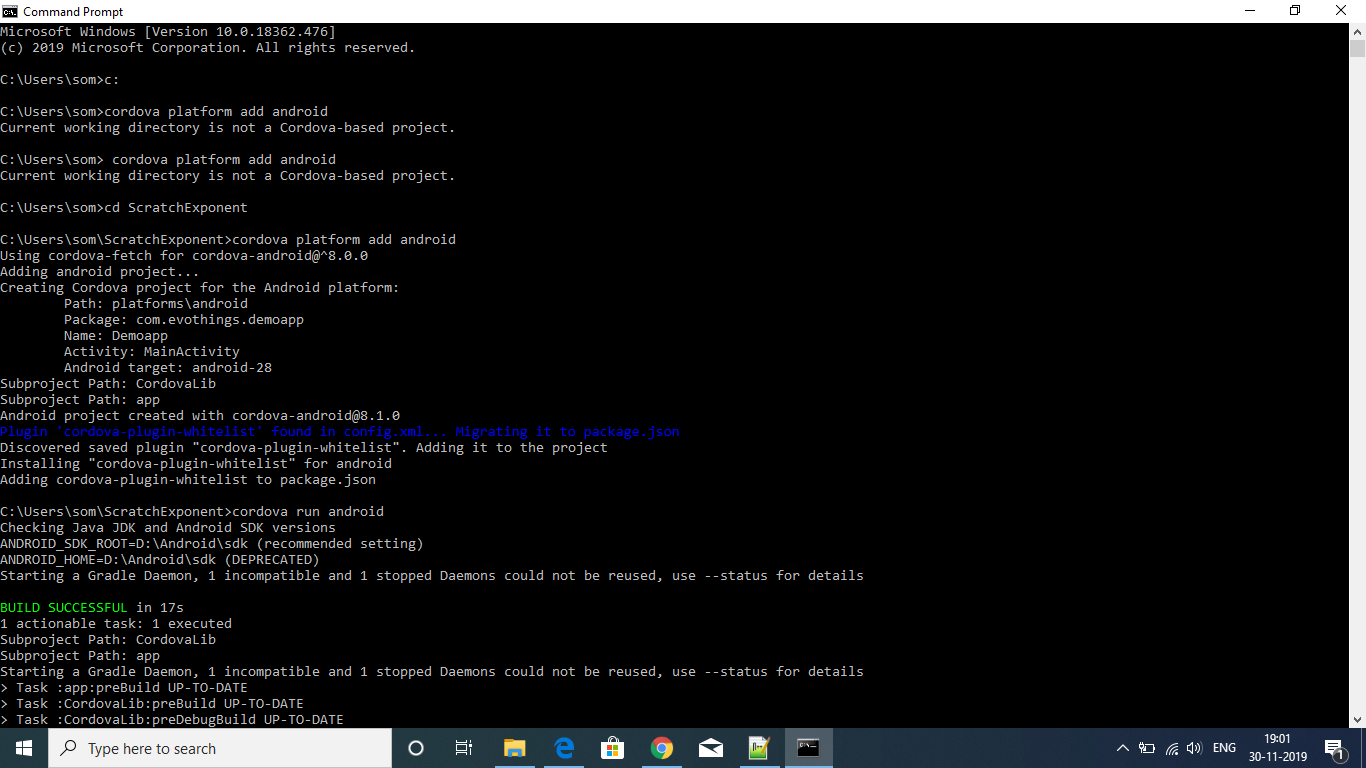 Command Prompt
Microsoft Windows [Version 10.0.18362.476]
(c) 2019 Microsoft Corporation. All rights reserved.
C:\Users\som>c:
C:\Users\som>cordova platform add android
Current working directory is not a Cordova-based project.
C:\Users\som> cordova platform add android
Current working directory is not a Cordova-based project.
C:\Users\som>cd ScratchExponent
C:\Users\som\ScratchExponent>cordova platform add android
Using cordova-fetch for cordova-android@^8.0.0
Adding android project...
Creating Cordova project for the Android platform:
Path: platforms\android
Package: com.evothings.demoapp
Name: Demoapp
Activity: MainActivity
Android target: android-28
Subproject Path: CordovaLib
Subproject Path: app
Android project created with cordova-android@8.1.0
Plugin 'cordova-plugin-whitelist' found in config.xml... Migrating it to package.json
Discovered saved plugin "cordova-plugin-whitelist". Adding it to the project
Installing "cordova-plugin-whitelist" for android
Adding cordova-plugin-whitelist to package.json
C:\Users\som\ScratchExponent>cordova run android
Checking Java JDK and Android SDK versions
ANDROID_SDK_ROOT=D:\Android\sdk (recommended setting)
ANDROID_HOME=D:\Android\sdk (DEPRECATED)
Starting a Gradle Daemon, 1 incompatible and 1 stopped Daemons could not be reused, use --status for details
BUILD SUCCESSFUL in 17s
1 actionable task: 1 executed
Subproject Path: CordovaLib
Subproject Path: app
Starting a Gradle Daemon, 1 incompatible and 1 stopped Daemons could not be reused, use --status for details
> Task :app:preBuild UP-TO-DATE
> Task :CordovaLib:preBuild UP-TO-DATE
> Task :CordovaLib:preDebugBuild UP-TO-DATE
Type here to search
ENG
19:01
30-11-2019
1